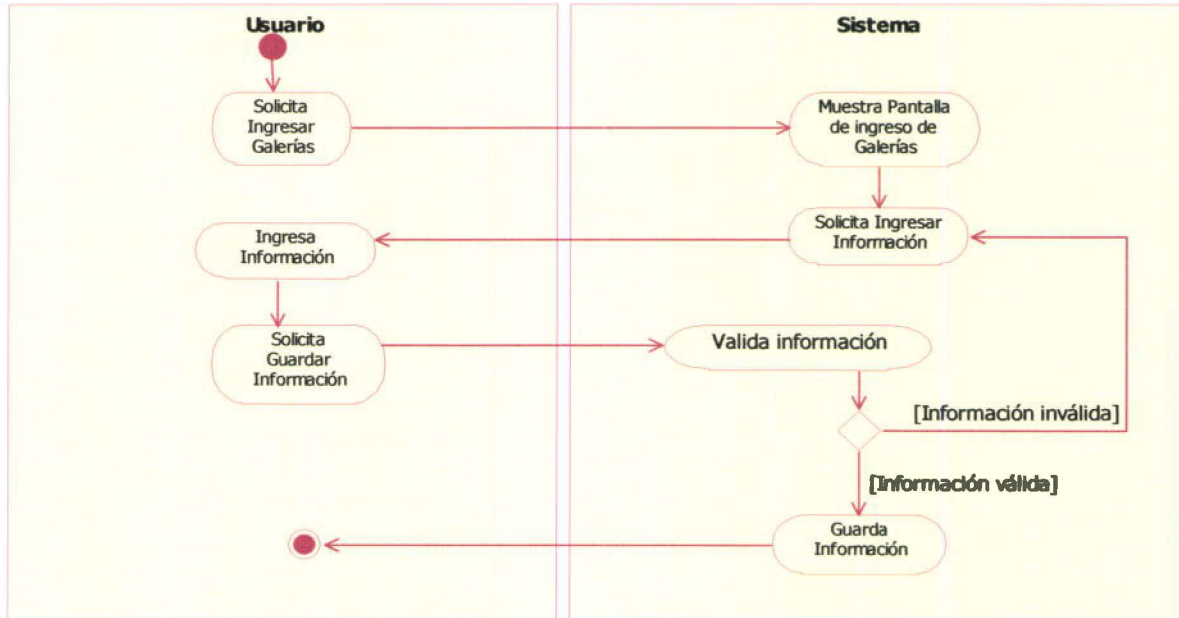 Usuario
Sistema
Solicita
Ingresar
Galerías
Muestra Pantalla
de ingreso de
Galerías
Solicita Ingresar
Información
Ingresa
Información
Solicita
Guardar
Información
Valida información
[Información inválida]
[Información válida]
Guarda
Información